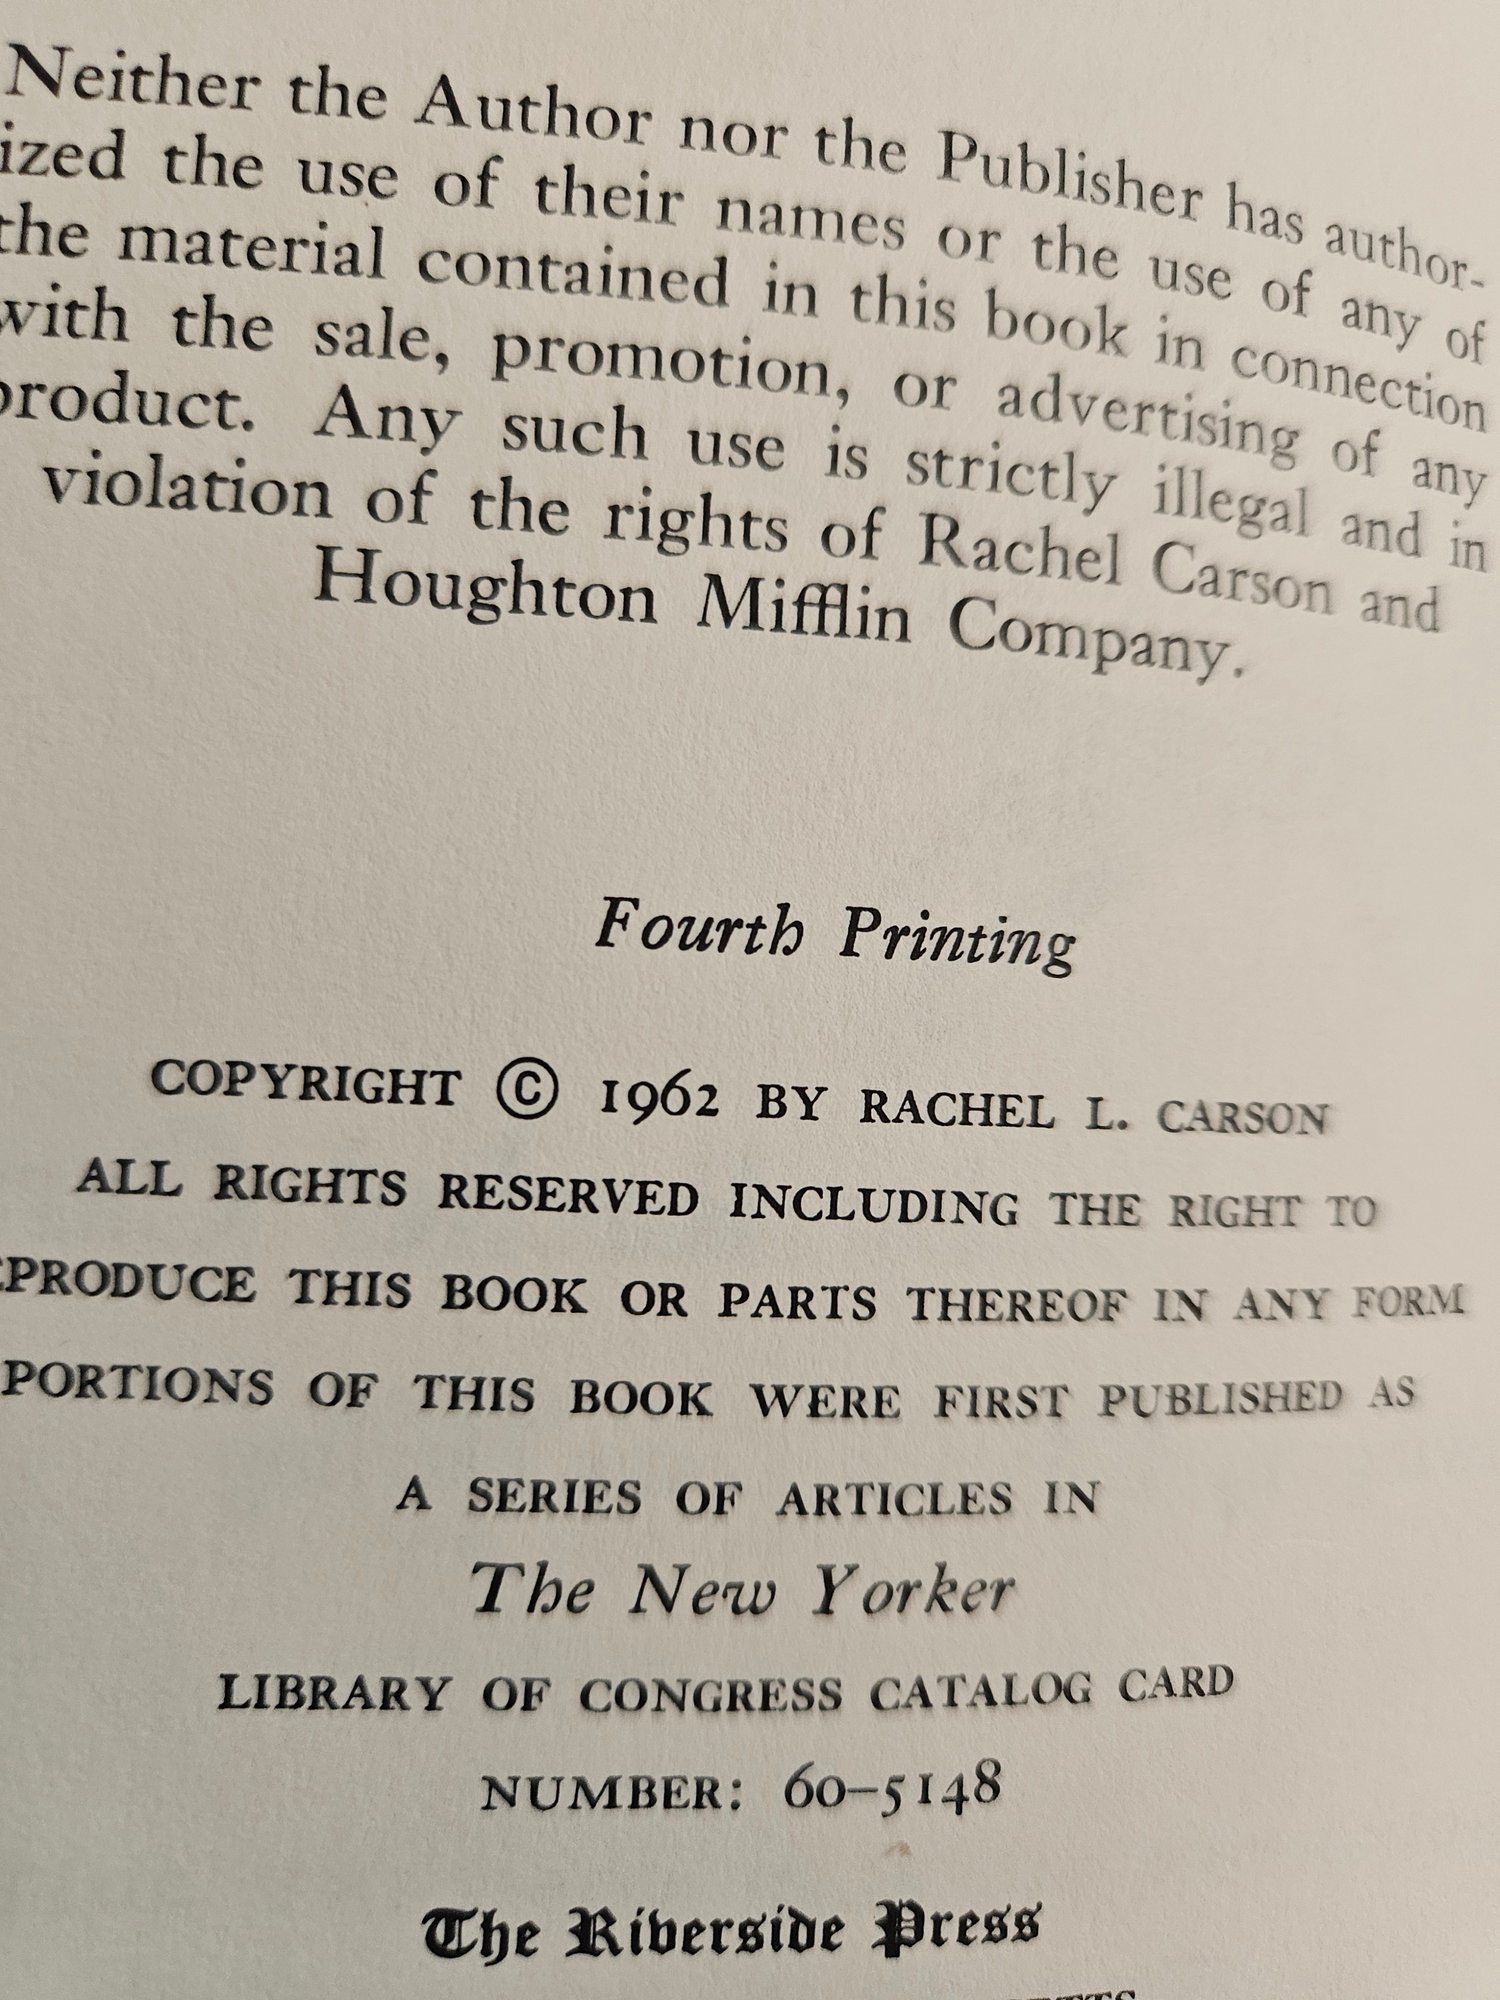 Neither the Author nor the Publisher has author-
ized the use of their names or the use of any of
the material contained in this book in connection
with the sale, promotion, or advertising of any
product. Any such use is strictly illegal and in
violation of the rights of Rachel Carson and
Houghton Mifflin Company.
Fourth Printing
COPYRIGHT © 1962 BY RACHEL L. CARSON
ALL RIGHTS RESERVED INCLUDING THE RIGHT TO
EPRODUCE THIS BOOK OR PARTS THEREOF IN ANY FORM
PORTIONS OF THIS BOOK WERE FIRST PUBLISHED AS
A SERIES OF ARTICLES IN
The New Yorker
LIBRARY OF CONGRESS CATALOG CARD
NUMBER: 60–5148
The Riverside Press